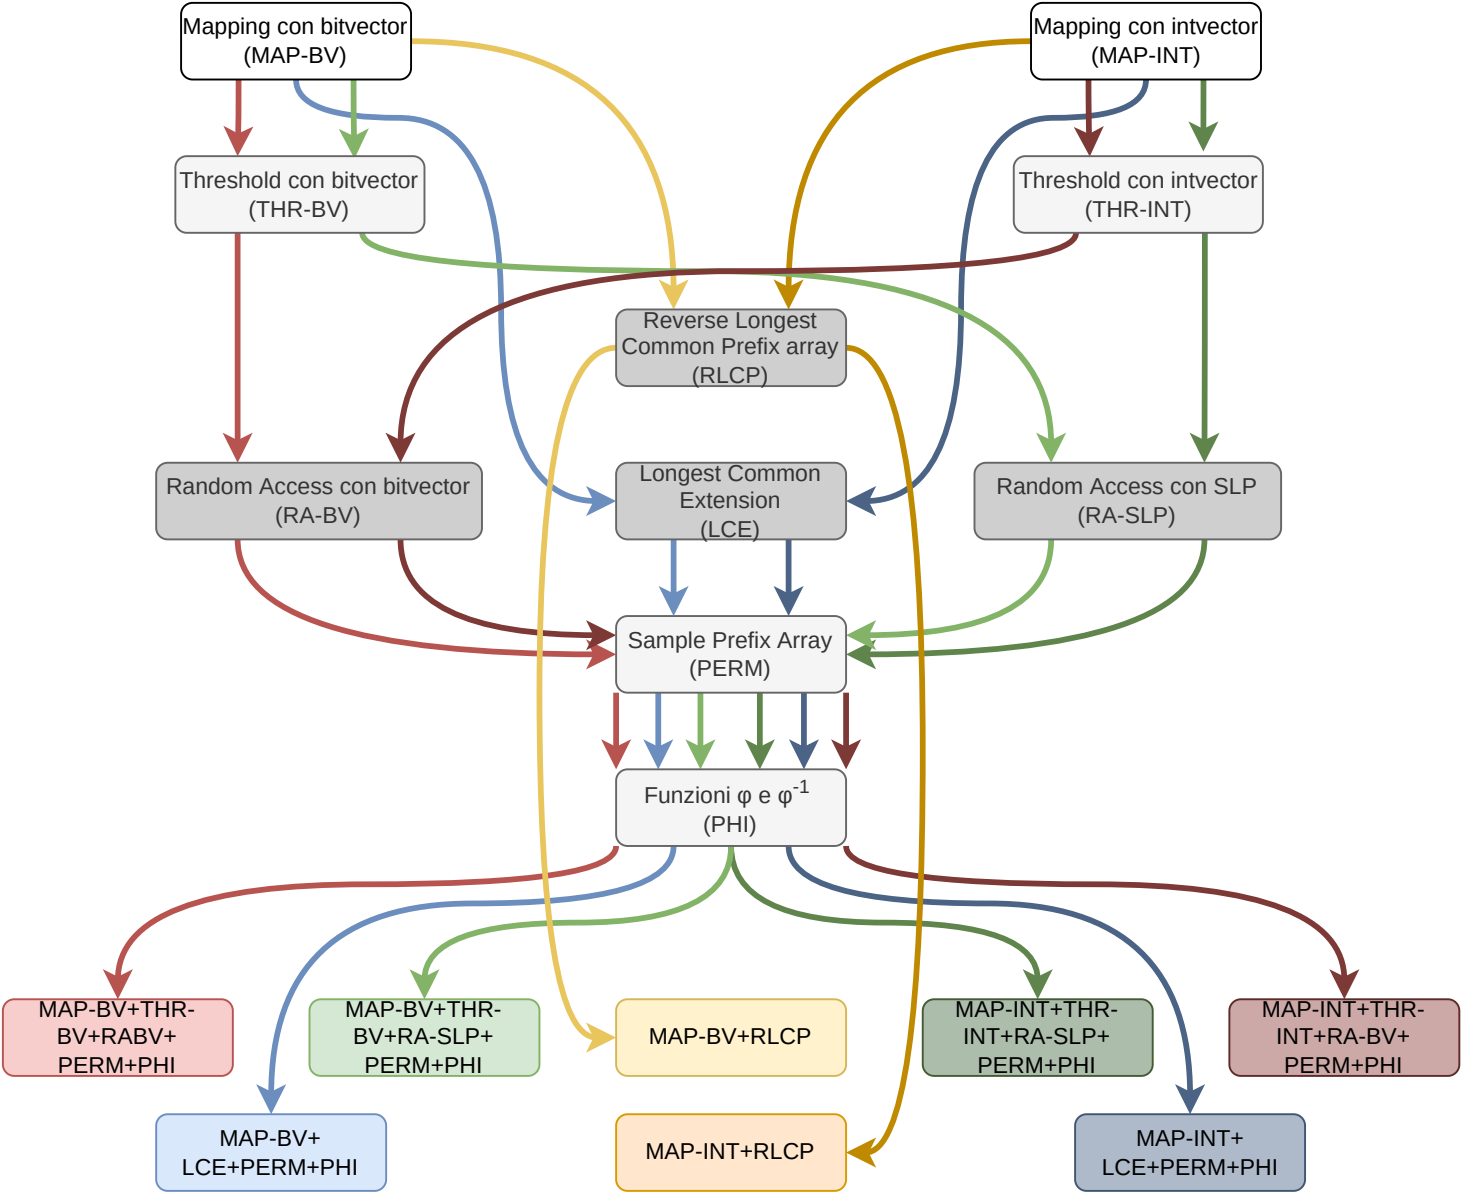 Mapping con bitvector
(MAP-BV)
Mapping con intvector
(MAP-INT)
Threshold con bitvector
(THR-BV)
Threshold con intvector
(THR-INT)
Reverse Longest
Common Prefix array
(RLCP)
Random Access con bitvector
(RA-BV)
Longest Common
Extension
(LCE)
Random Access con SLP
(RA-SLP)
Sample Prefix Array
(PERM)
Funzioni φ e φ⁻¹
(PHI)
MAP-BV+THR-
BV+RABV+
PERM+PHI
MAP-BV+THR-
BV+RA-SLP+
PERM+PHI
MAP-BV+RLCP
MAP-INT+THR-
INT+RA-SLP+
PERM+PHI
MAP-INT+THR-
INT+RA-BV+
PERM+PHI
MAP-BV+
LCE+PERM+PHI
MAP-INT+RLCP
MAP-INT+
LCE+PERM+PHI